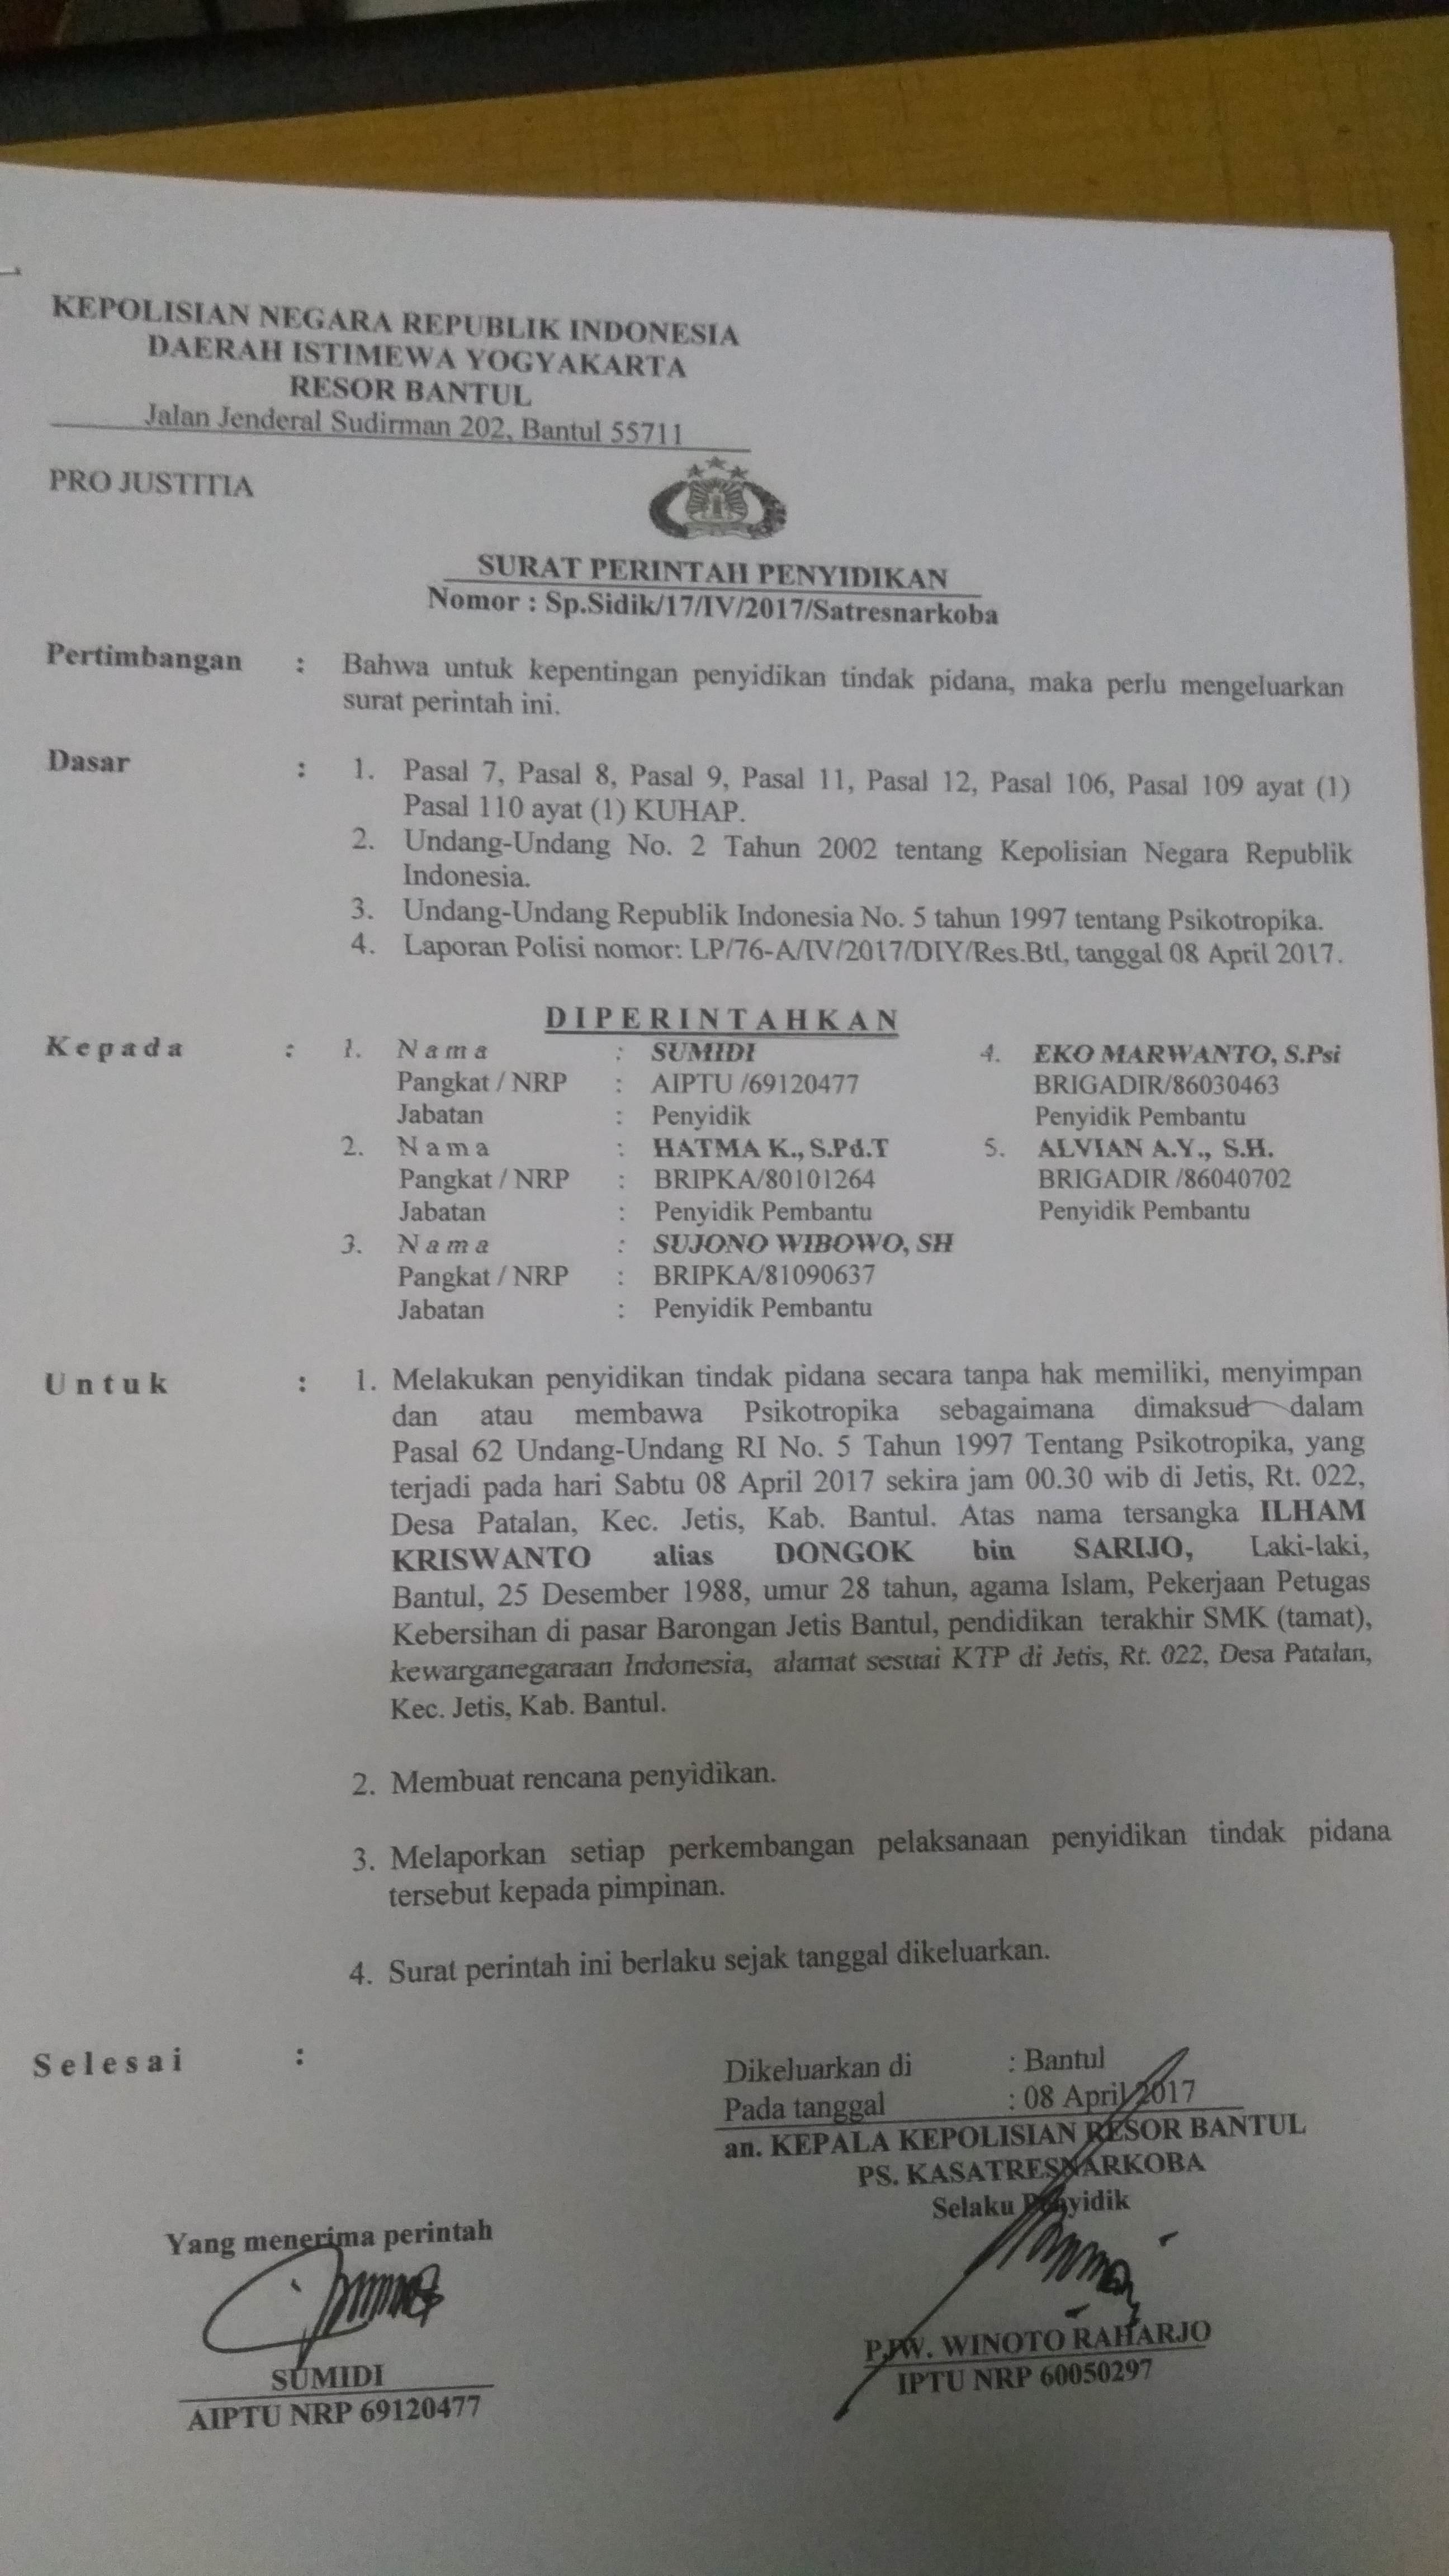 KEPOLISIAN NEGARA REPUBLIK INDONESIA
DAERAH ISTIMEWA YOGYAKARTA
RESOR BANTUL
Jalan Jenderal Sudirman 202, Bantul 55711
PRO JUSTITIA
SURAT PERINTAH PENYIDIKAN
Nomor : Sp.Sidik/17/IV/2017/Satresnarkoba
Pertimbangan : Bahwa untuk kepentingan penyidikan tindak pidana, maka perlu mengeluarkan
surat perintah ini.
Dasar : 1. Pasal 7, Pasal 8, Pasal 9, Pasal 11, Pasal 12, Pasal 106, Pasal 109 ayat (1)
Pasal 110 ayat (1) KUHAP.
2. Undang-Undang No. 2 Tahun 2002 tentang Kepolisian Negara Republik
Indonesia.
3. Undang-Undang Republik Indonesia No. 5 tahun 1997 tentang Psikotropika.
4. Laporan Polisi nomor: LP/76-A/IV/2017/DIY/Res.Btl, tanggal 08 April 2017.
DIPERINTAHKAN
Kepada : 1. Nama : SUMIDI 4. EKO MARWANTO, S.Psi
Pangkat / NRP : AIPTU /69120477 BRIGADIR/86030463
Jabatan : Penyidik Penyidik Pembantu
2. Nama : HATMA K., S.Pd.T 5. ALVIAN A.Y., S.H.
Pangkat / NRP : BRIPKA/80101264 BRIGADIR /86040702
Jabatan : Penyidik Pembantu Penyidik Pembantu
3. Nama : SUJONO WIBOWO, SH
Pangkat / NRP : BRIPKA/81090637
Jabatan : Penyidik Pembantu
Untuk : 1. Melakukan penyidikan tindak pidana secara tanpa hak memiliki, menyimpan
dan atau membawa Psikotropika sebagaimana dimaksud dalam
Pasal 62 Undang-Undang RI No. 5 Tahun 1997 Tentang Psikotropika, yang
terjadi pada hari Sabtu 08 April 2017 sekira jam 00.30 wib di Jetis, Rt. 022,
Desa Patalan, Kec. Jetis, Kab. Bantul. Atas nama tersangka ILHAM
KRISWANTO alias DONGOK bin SARIJO, Laki-laki,
Bantul, 25 Desember 1988, umur 28 tahun, agama Islam, Pekerjaan Petugas
Kebersihan di pasar Barongan Jetis Bantul, pendidikan terakhir SMK (tamat),
kewarganegaraan Indonesia, alamat sesuai KTP di Jetis, Rt. 022, Desa Patalan,
Kec. Jetis, Kab. Bantul.
2. Membuat rencana penyidikan.
3. Melaporkan setiap perkembangan pelaksanaan penyidikan tindak pidana
tersebut kepada pimpinan.
4. Surat perintah ini berlaku sejak tanggal dikeluarkan.
Selesai :
Dikeluarkan di : Bantul
Pada tanggal : 08 April 2017
an. KEPALA KEPOLISIAN RESOR BANTUL
PS. KASATRESNARKOBA
Selaku Penyidik
Yang menerima perintah
P.J.W. WINOTO RAHARJO
IPTU NRP 60050297
SUMIDI
AIPTU NRP 69120477